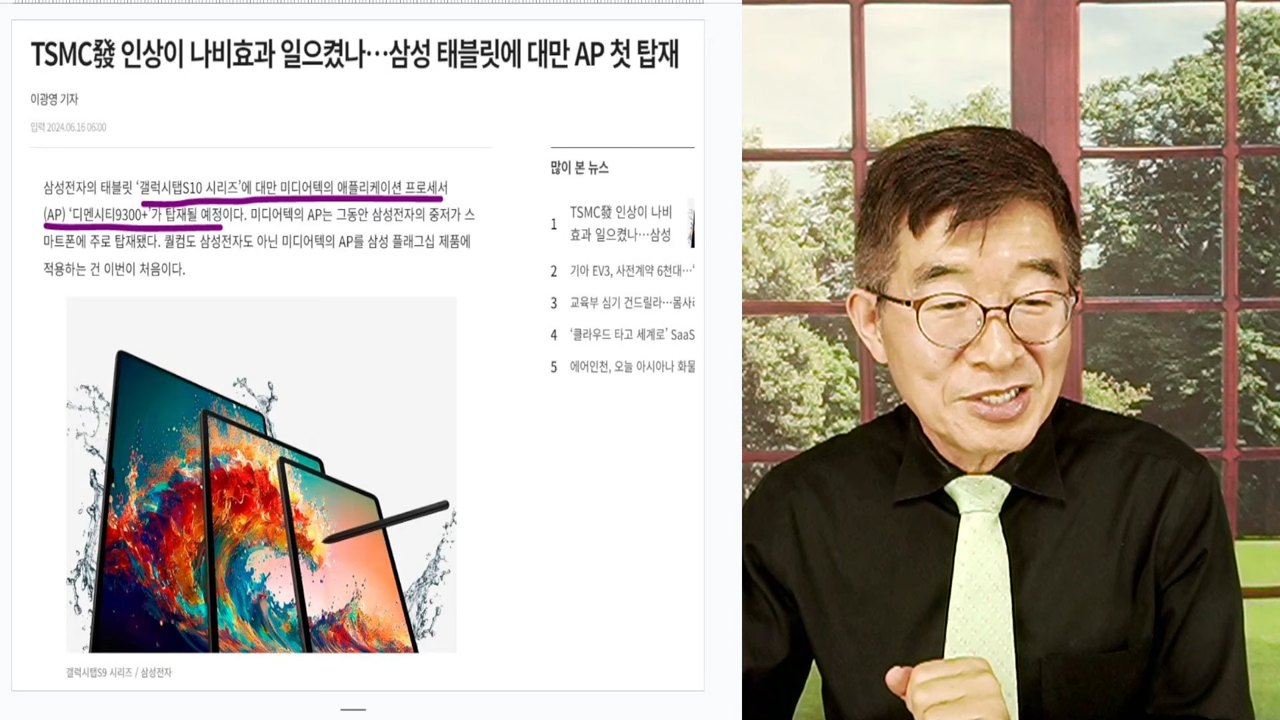 TSMC發 인상이 나비효과 일으켰나…삼성 태블릿에 대만 AP 첫 탑재
이광영 기자
입력 2024.06.16 06:00
삼성전자의 태블릿 ‘갤럭시탭S10 시리즈’에 대만 미디어텍의 애플리케이션 프로세서
(AP) ‘디멘시티9300+’가 탑재될 예정이다. 미디어텍의 AP는 그동안 삼성전자의 중저가 스
마트폰에 주로 탑재됐다. 퀄컴도 삼성전자도 아닌 미디어텍의 AP를 삼성 플래그십 제품에
적용하는 건 이번이 처음이다.
갤럭시탭S9 시리즈 / 삼성전자
많이 본 뉴스
1 TSMC發 인상이 나비
효과 일으켰나…삼성
2 기아 EV3, 사전계약 6천대…‘
3 교육부 심기 건드릴라…몸사리
4 ‘클라우드 타고 세계로’ SaaS
5 에어인천, 오늘 아시아나 화물